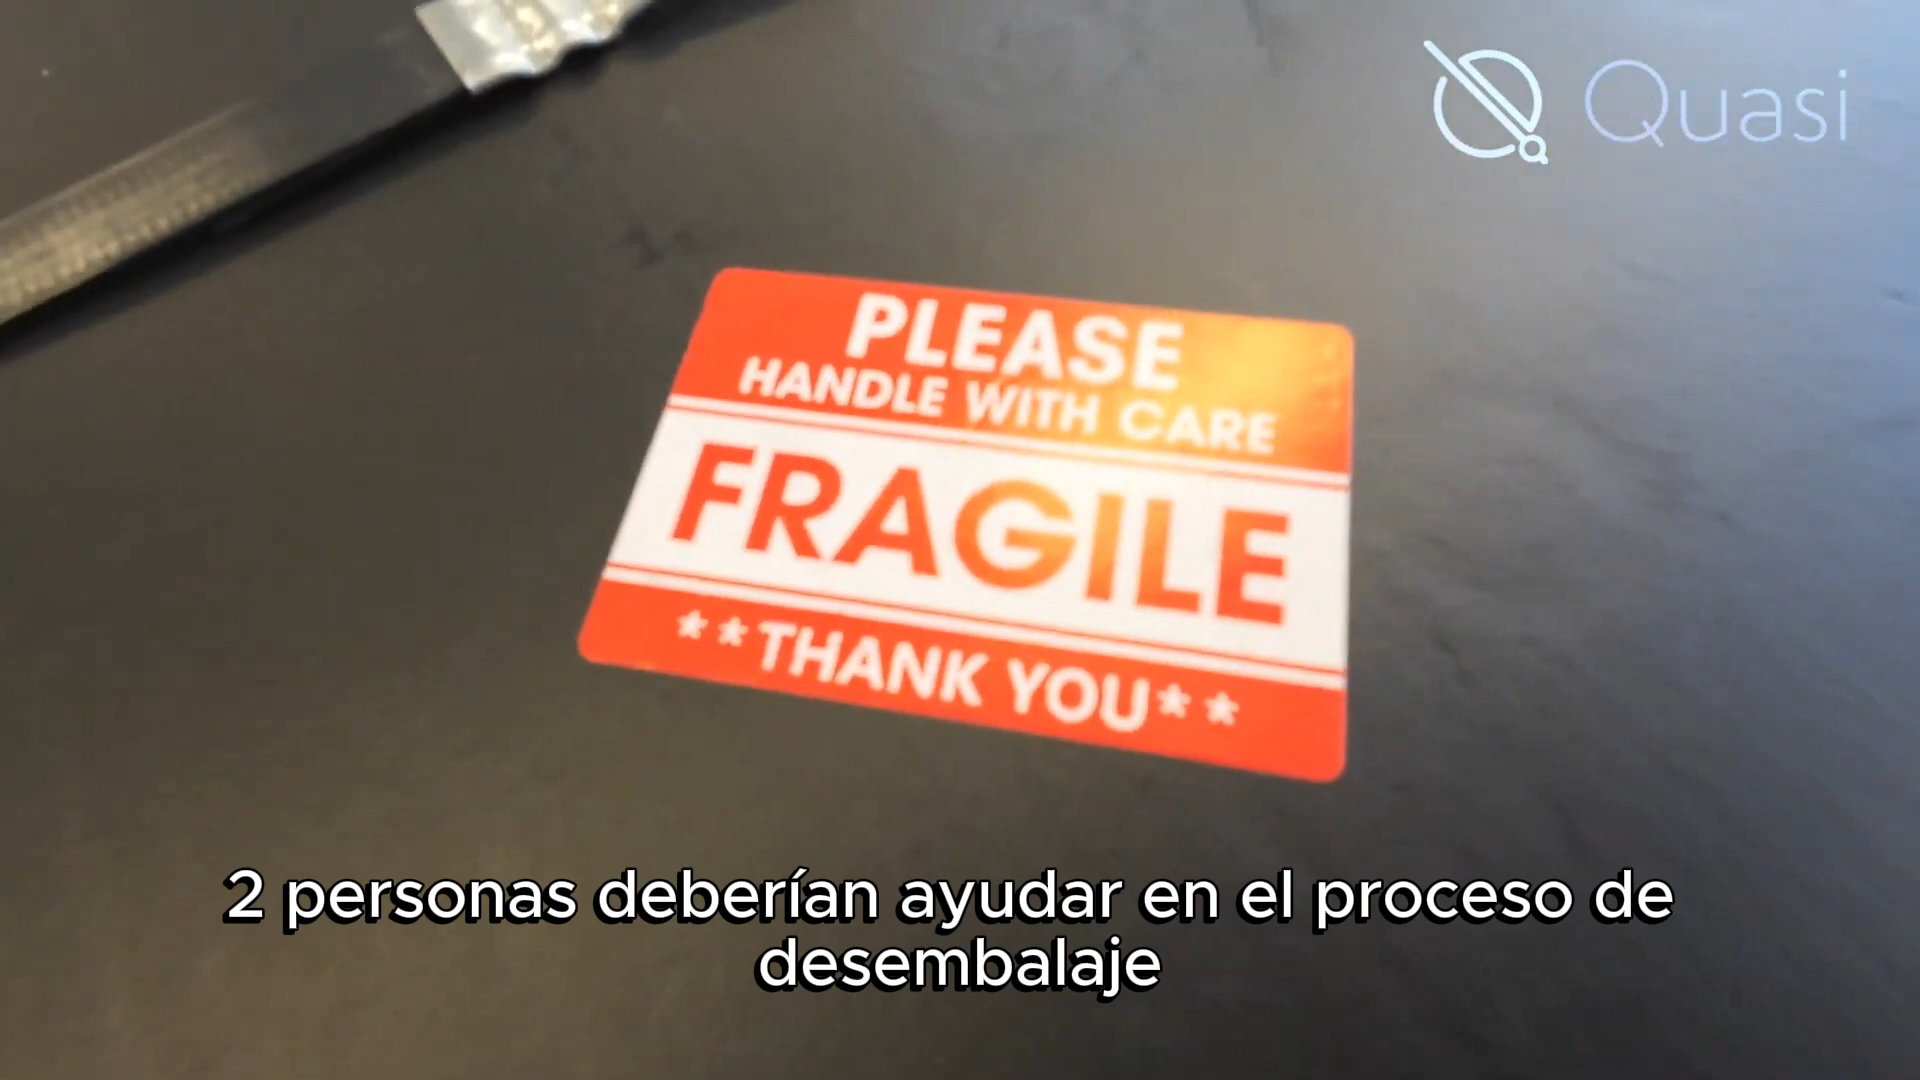 Quasi
PLEASE
HANDLE WITH CARE
FRAGILE
**THANK YOU**
2 personas deberían ayudar en el proceso de
desembalaje